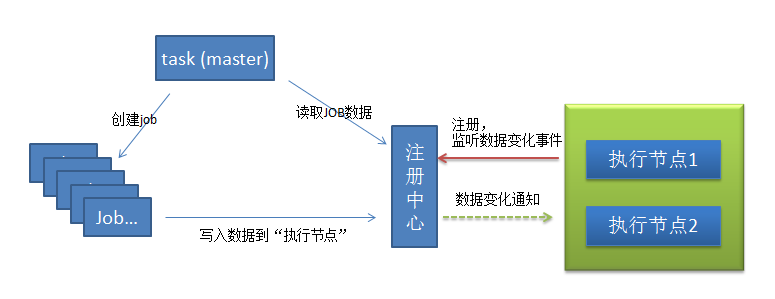 task (master)
创建job
读取JOB数据
注册，
监听数据变化事件
注
册
中
心
执行节点1
数据变化通知
执行节点2
Job...
写入数据到“执行节点”